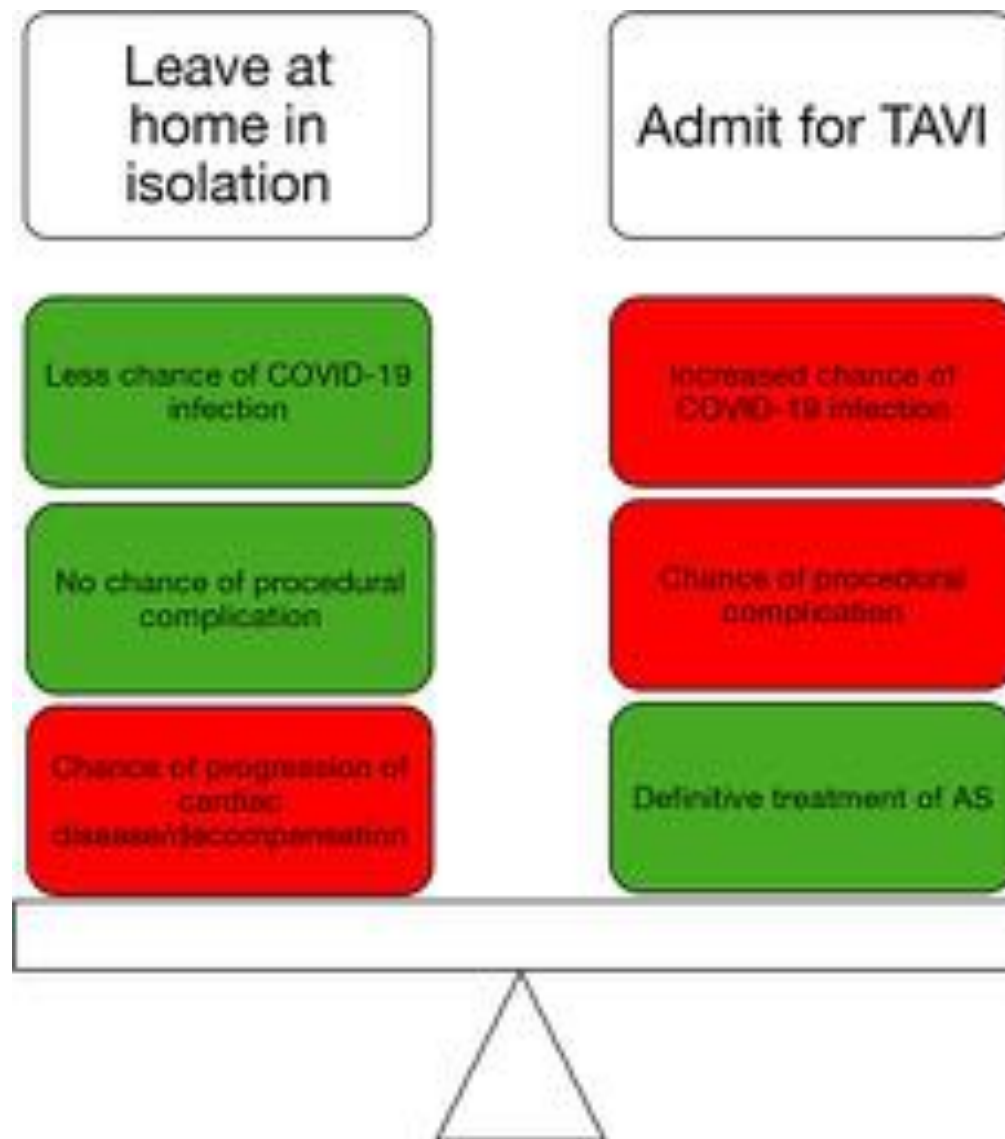 Leave at
home in
isolation
Admit for TAVI
Less chance of COVID-19
infection
Increased chance of
COVID-19 infection
No chance of procedural
complication
Chance of procedural
complication
Chance of progression of
cardiac
disease/decompensation
Definitive treatment of AS